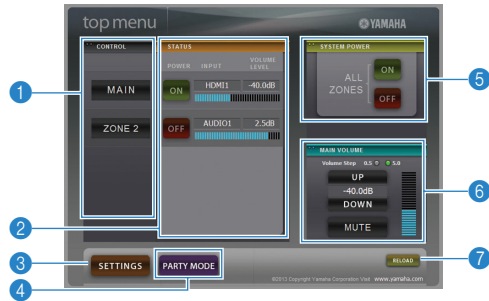 top menu
YAMAHA
CONTROL
MAIN
ZONE 2
STATUS
POWER INPUT VOLUME LEVEL
ON HDMI1 -40.0dB
OFF AUDIO1 2.5dB
SYSTEM POWER
ALL ZONES
ON
OFF
MAIN VOLUME
Volume Step 0.5 5.0
UP
-40.0dB
DOWN
MUTE
SETTINGS
PARTY MODE
RELOAD
©2013 Copyright Yamaha Corporation Visit www.yamaha.com
1
2
3
4
5
6
7